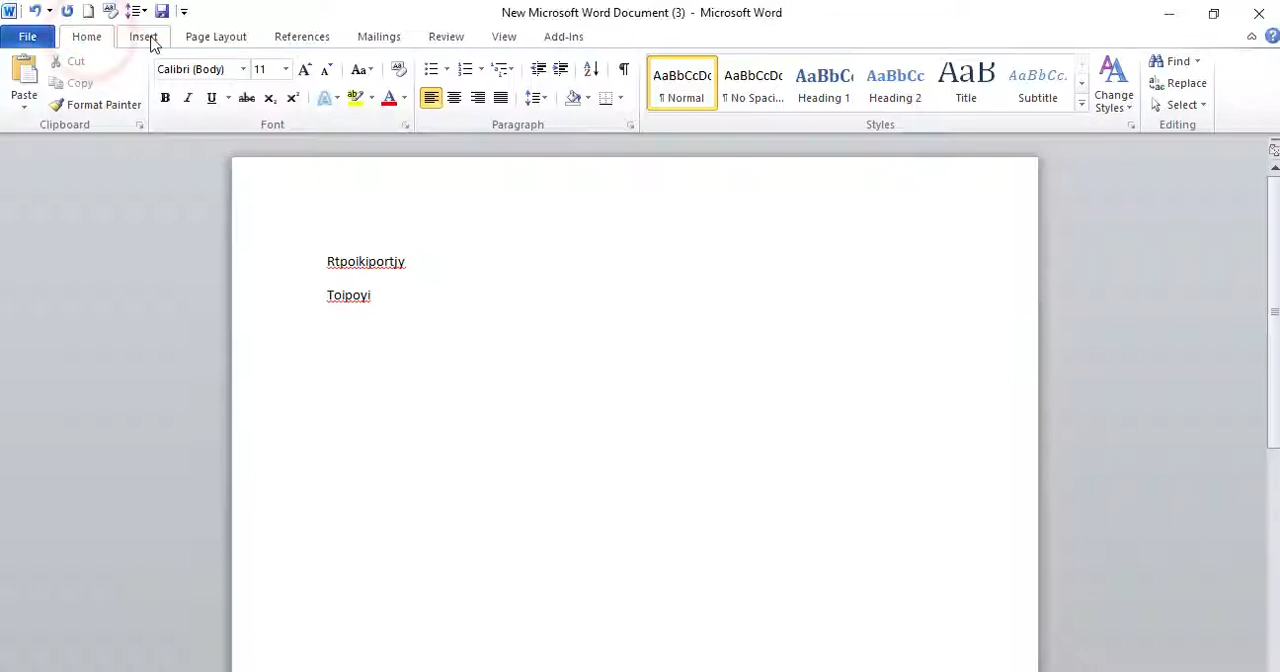 New Microsoft Word Document (3) - Microsoft Word
File Home Insert Page Layout References Mailings Review View Add-Ins
Paste
Cut
Copy
Format Painter
Clipboard
Calibri (Body) 11
Font
Paragraph
AaBbCcDc AaBbCcDc AaBbC AaBbCc AaB AaBbCc.
¶ Normal ¶ No Spaci... Heading 1 Heading 2 Title Subtitle
Change
Styles
Styles
Find
Replace
Select
Editing
Rtpoikiportjy
Toipoyi